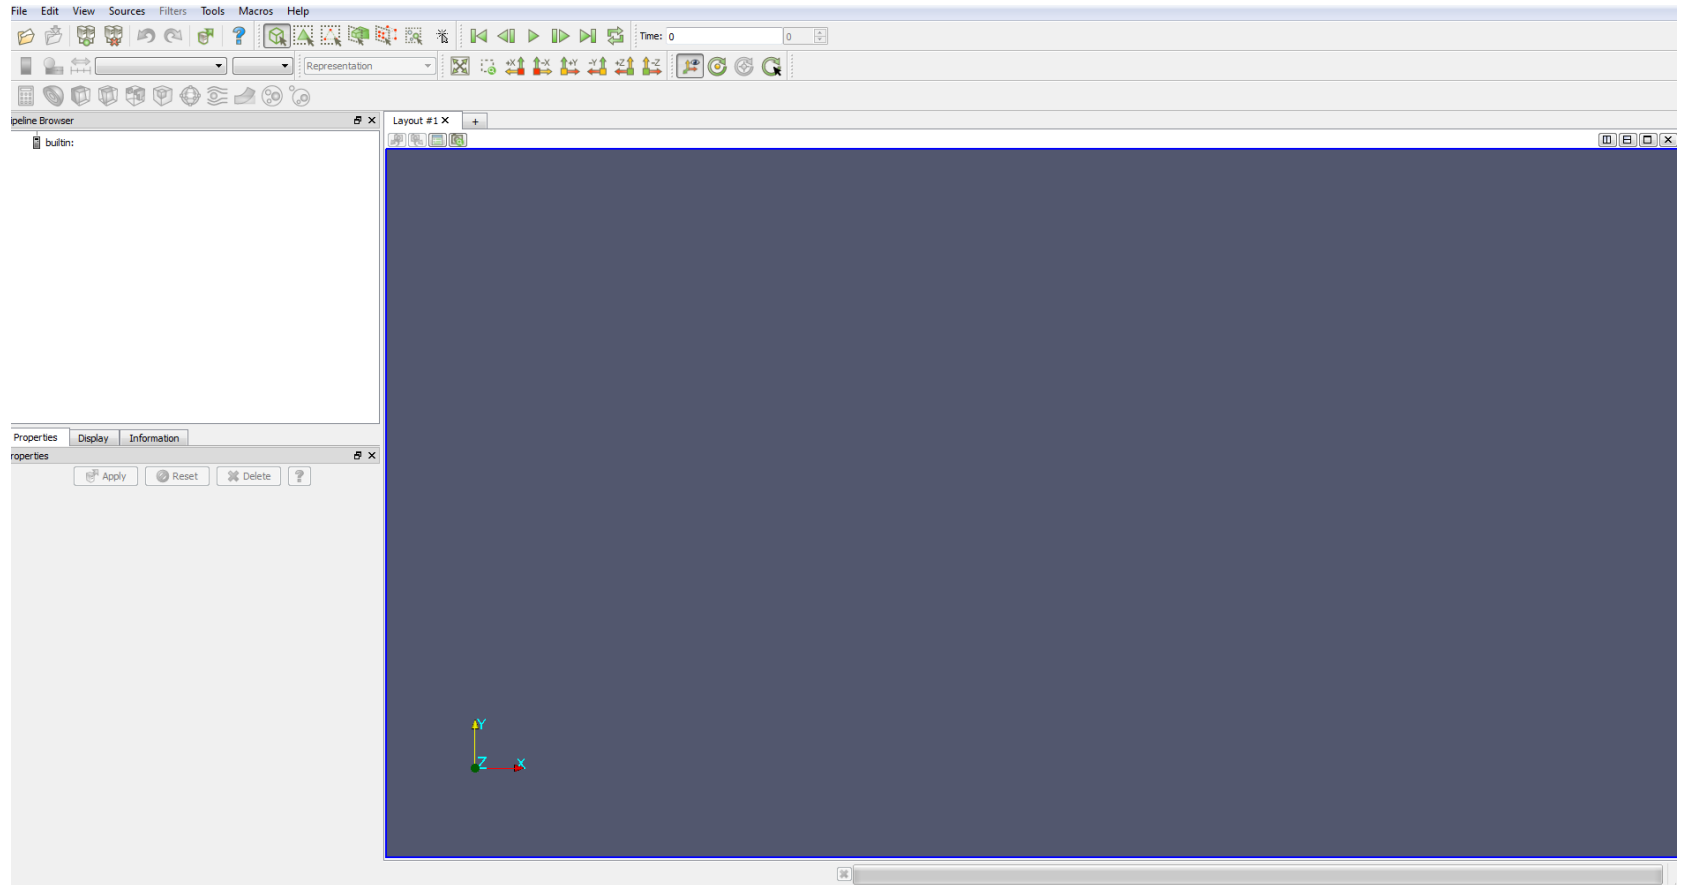 File Edit View Sources Filters Tools Macros Help
Time: 0 0
Representation
+X -X +Y -Y +Z -Z
ipeline Browser
Layout #1 +
builtin:
Properties Display Information
roperties
Apply Reset Delete ?
Y
Z X